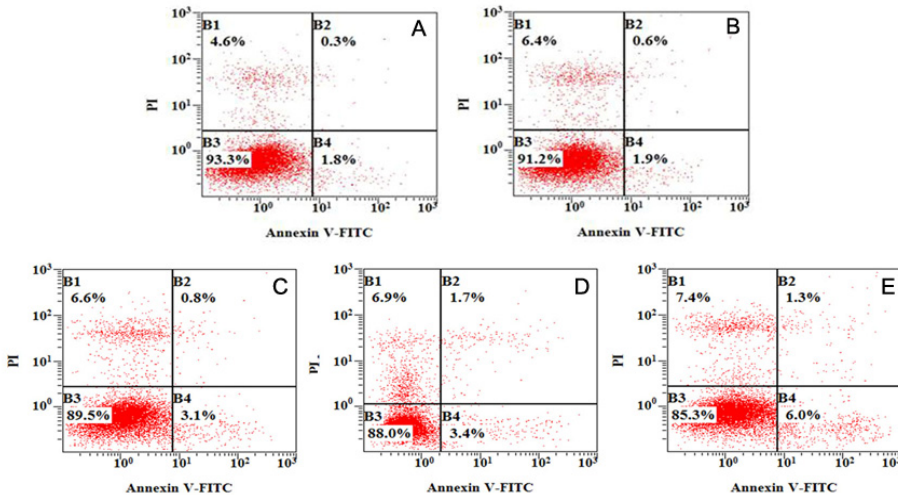 A
B1 B2
4.6% 0.3%
B3 B4
93.3% 1.8%
PI
10³
10²
10¹
10⁰
10⁰ 10¹ 10² 10³
Annexin V-FITC
B
B1 B2
6.4% 0.6%
B3 B4
91.2% 1.9%
PI
10³
10²
10¹
10⁰
10⁰ 10¹ 10² 10³
Annexin V-FITC
C
B1 B2
6.6% 0.8%
B3 B4
89.5% 3.1%
PI
10³
10²
10¹
10⁰
10⁰ 10¹ 10² 10³
Annexin V-FITC
D
B1 B2
6.9% 1.7%
B3 B4
88.0% 3.4%
PI
10³
10²
10¹
10⁰
10⁰ 10¹ 10² 10³
Annexin V-FITC
E
B1 B2
7.4% 1.3%
B3 B4
85.3% 6.0%
PI
10³
10²
10¹
10⁰
10⁰ 10¹ 10² 10³
Annexin V-FITC